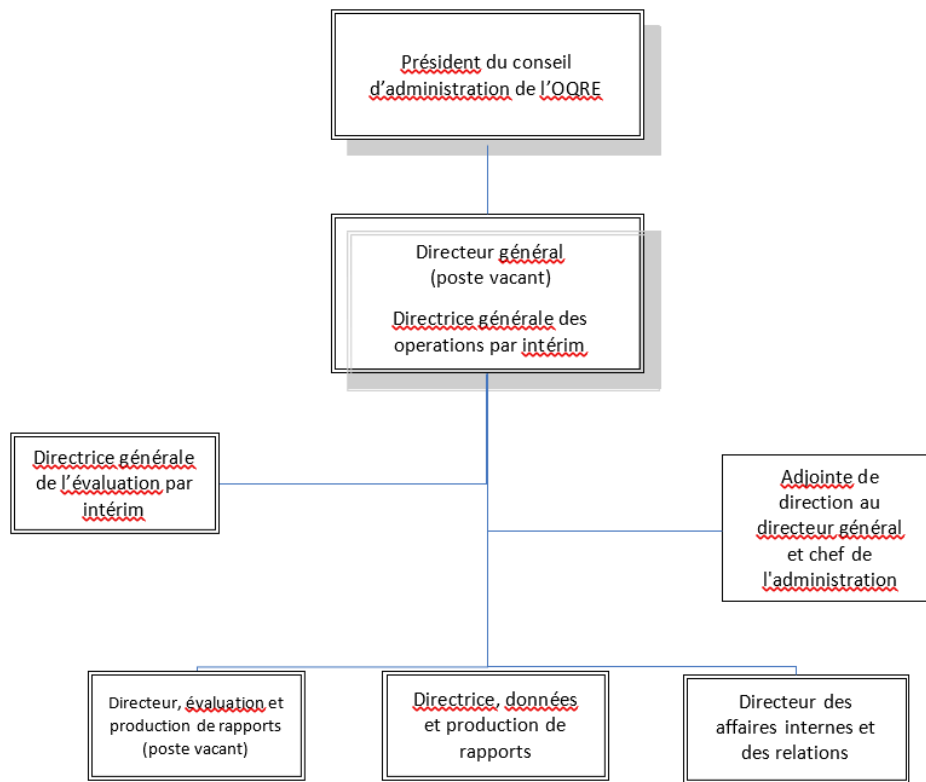 Président du conseil
d'administration de l'OQRE
Directeur général
(poste vacant)
Directrice générale des
operations par intérim
Directrice générale
de l'évaluation par
intérim
Adjointe de
direction au
directeur général
et chef de
l'administration
Directeur, évaluation et
production de rapports
(poste vacant)
Directrice, données
et production de
rapports
Directeur des
affaires internes et
des relations